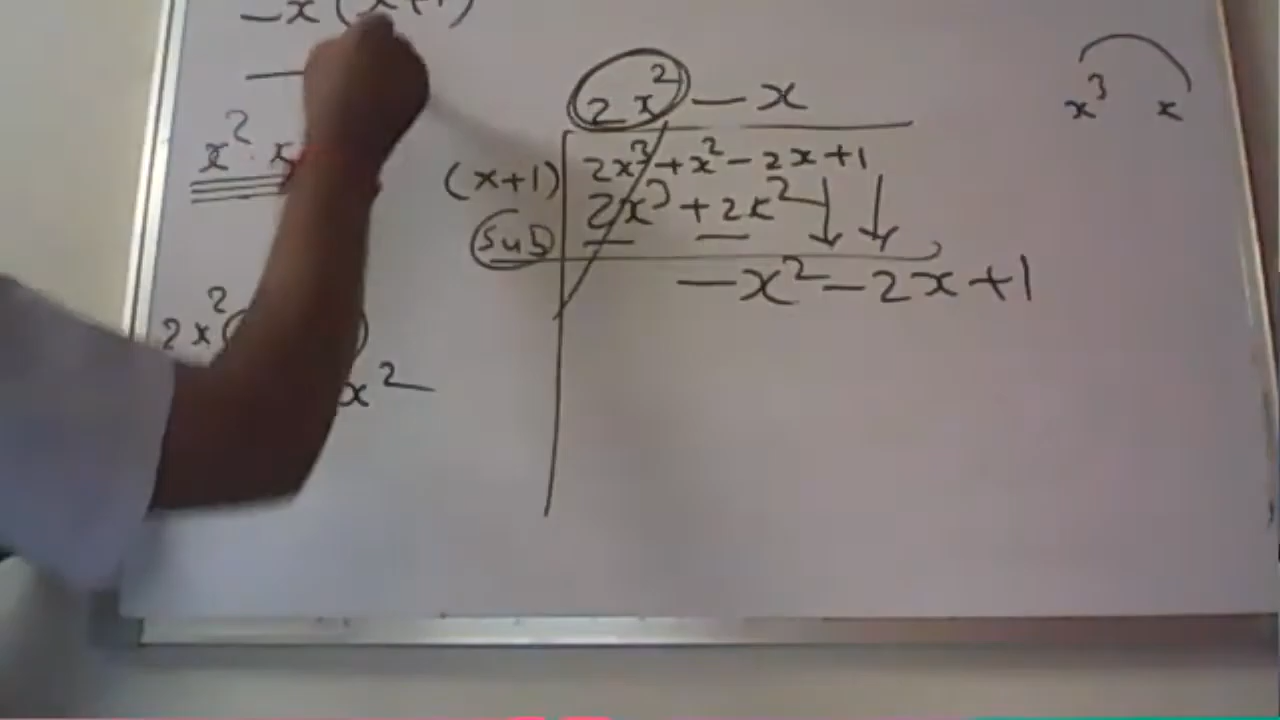 -x(x+1)
2x² - x
x³ x
x² x
2x³+x²-2x+1
(x+1)
2x³+2x²
Sub
-x²-2x+1
2x²
x²